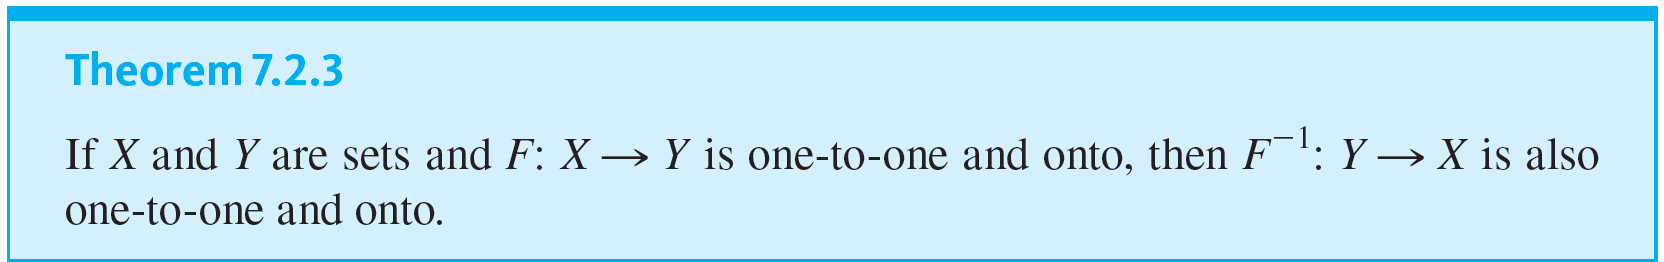 Theorem 7.2.3
If X and Y are sets and F: X → Y is one-to-one and onto, then F⁻¹: Y → X is also
one-to-one and onto.